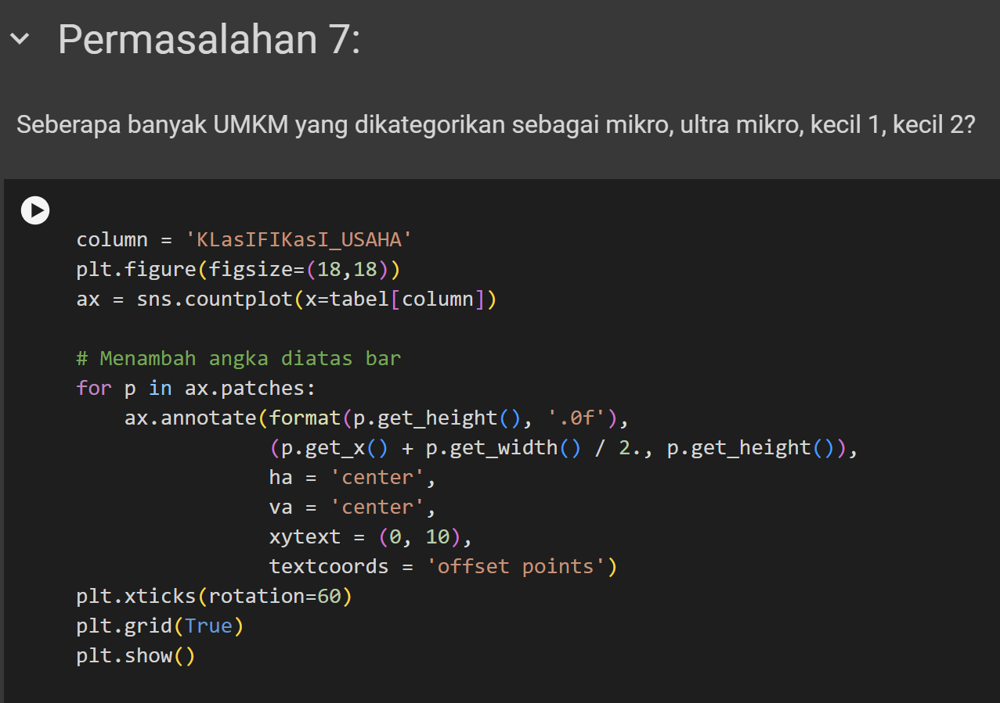 Permasalahan 7:
Seberapa banyak UMKM yang dikategorikan sebagai mikro, ultra mikro, kecil 1, kecil 2?
column = 'KLasIFIKasI_USAHA'
plt.figure(figsize=(18,18))
ax = sns.countplot(x=tabel[column])
# Menambah angka diatas bar
for p in ax.patches:
    ax.annotate(format(p.get_height(), '.0f'),
                (p.get_x() + p.get_width() / 2., p.get_height()),
                ha = 'center',
                va = 'center',
                xytext = (0, 10),
                textcoords = 'offset points')
plt.xticks(rotation=60)
plt.grid(True)
plt.show()